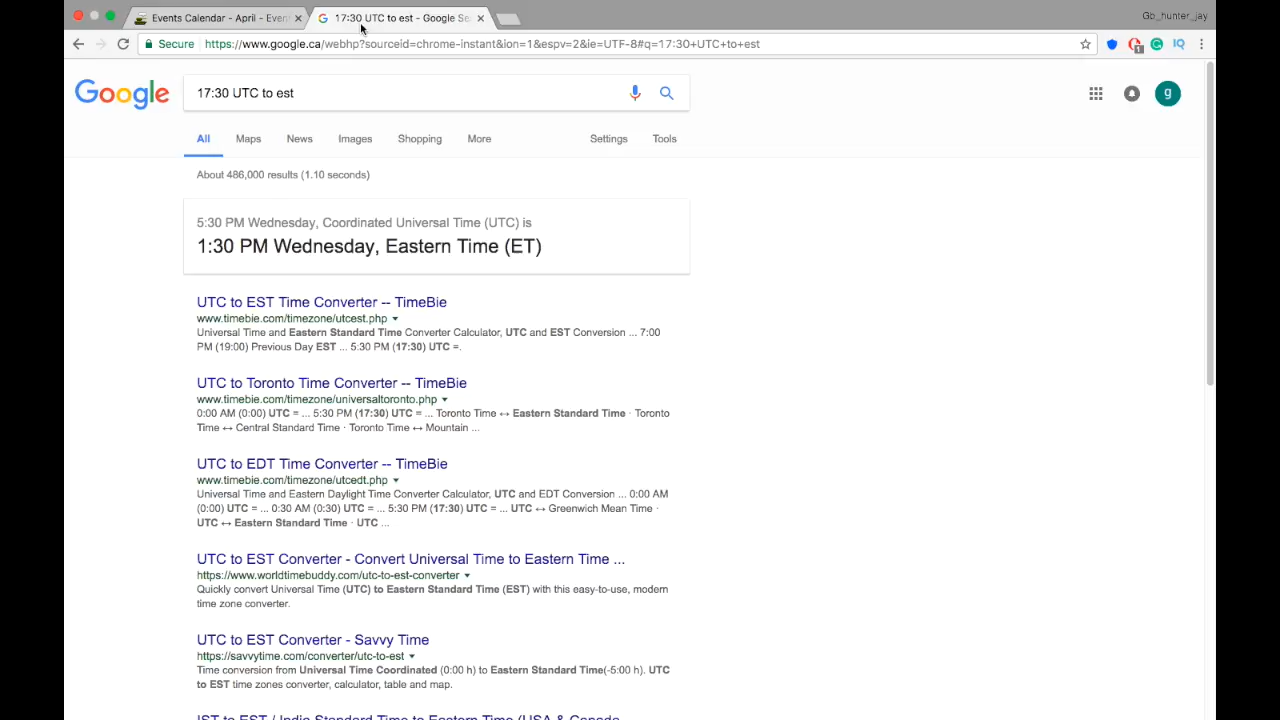 Events Calendar - April - Event
17:30 UTC to est - Google Se
Gb_hunter_jay
Secure
https://www.google.ca/webhp?sourceid=chrome-instant&ion=1&espv=2&ie=UTF-8#q=17:30+UTC+to+est
1
IQ
Google
17:30 UTC to est
g
All
Maps
News
Images
Shopping
More
Settings
Tools
About 486,000 results (1.10 seconds)
5:30 PM Wednesday, Coordinated Universal Time (UTC) is
1:30 PM Wednesday, Eastern Time (ET)
UTC to EST Time Converter -- TimeBie
www.timebie.com/timezone/utcest.php
Universal Time and Eastern Standard Time Converter Calculator, UTC and EST Conversion ... 7:00
PM (19:00) Previous Day EST ... 5:30 PM (17:30) UTC =.
UTC to Toronto Time Converter -- TimeBie
www.timebie.com/timezone/universaltoronto.php
0:00 AM (0:00) UTC = ... 5:30 PM (17:30) UTC = ... Toronto Time ↔ Eastern Standard Time · Toronto
Time ↔ Central Standard Time · Toronto Time ↔ Mountain ...
UTC to EDT Time Converter -- TimeBie
www.timebie.com/timezone/utcedt.php
Universal Time and Eastern Daylight Time Converter Calculator, UTC and EDT Conversion ... 0:00 AM
(0:00) UTC = ... 0:30 AM (0:30) UTC = ... 5:30 PM (17:30) UTC = ... UTC ↔ Greenwich Mean Time ·
UTC ↔ Eastern Standard Time · UTC ...
UTC to EST Converter - Convert Universal Time to Eastern Time ...
https://www.worldtimebuddy.com/utc-to-est-converter
Quickly convert Universal Time (UTC) to Eastern Standard Time (EST) with this easy-to-use, modern
time zone converter.
UTC to EST Converter - Savvy Time
https://savvytime.com/converter/utc-to-est
Time conversion from Universal Time Coordinated (0:00 h) to Eastern Standard Time(-5:00 h). UTC
to EST time zones converter, calculator, table and map.
IST to EST / India Standard Time to Eastern Time (USA & Canada